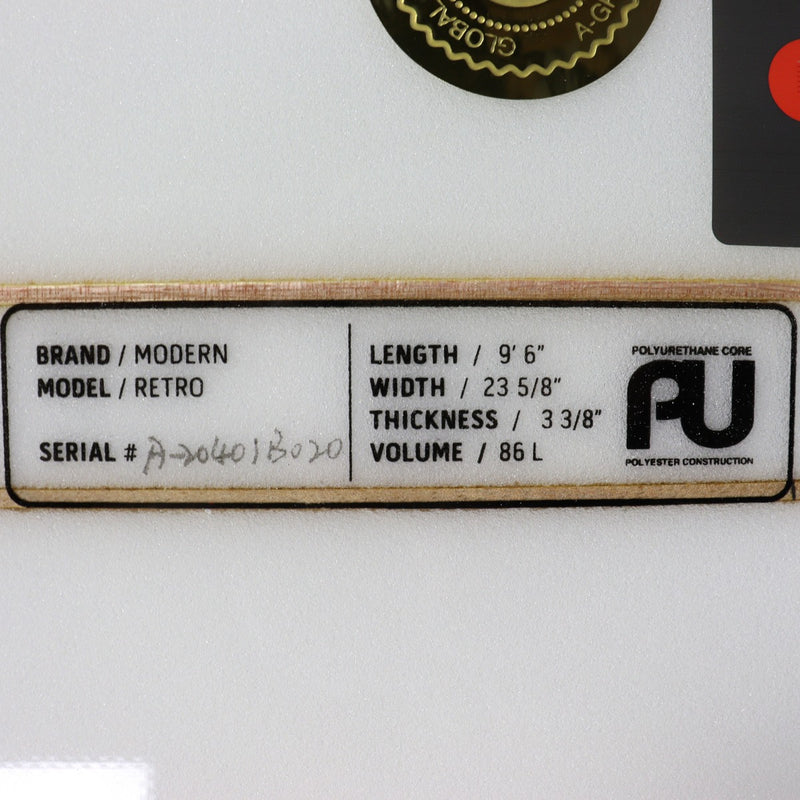 GLOBAL
A-GR
BRAND / MODERN
MODEL / RETRO
SERIAL # A-20401B020
LENGTH / 9' 6"
WIDTH / 23 5/8"
THICKNESS / 3 3/8"
VOLUME / 86 L
POLYURETHANE CORE
PU
POLYESTER CONSTRUCTION